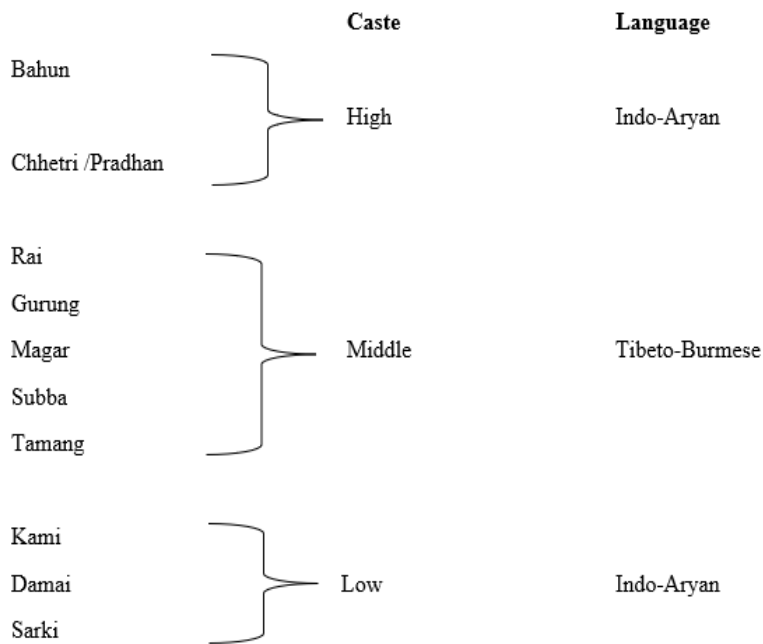 Caste Language
Bahun
High Indo-Aryan
Chhetri /Pradhan
Rai
Gurung
Magar Middle Tibeto-Burmese
Subba
Tamang
Kami
Damai Low Indo-Aryan
Sarki